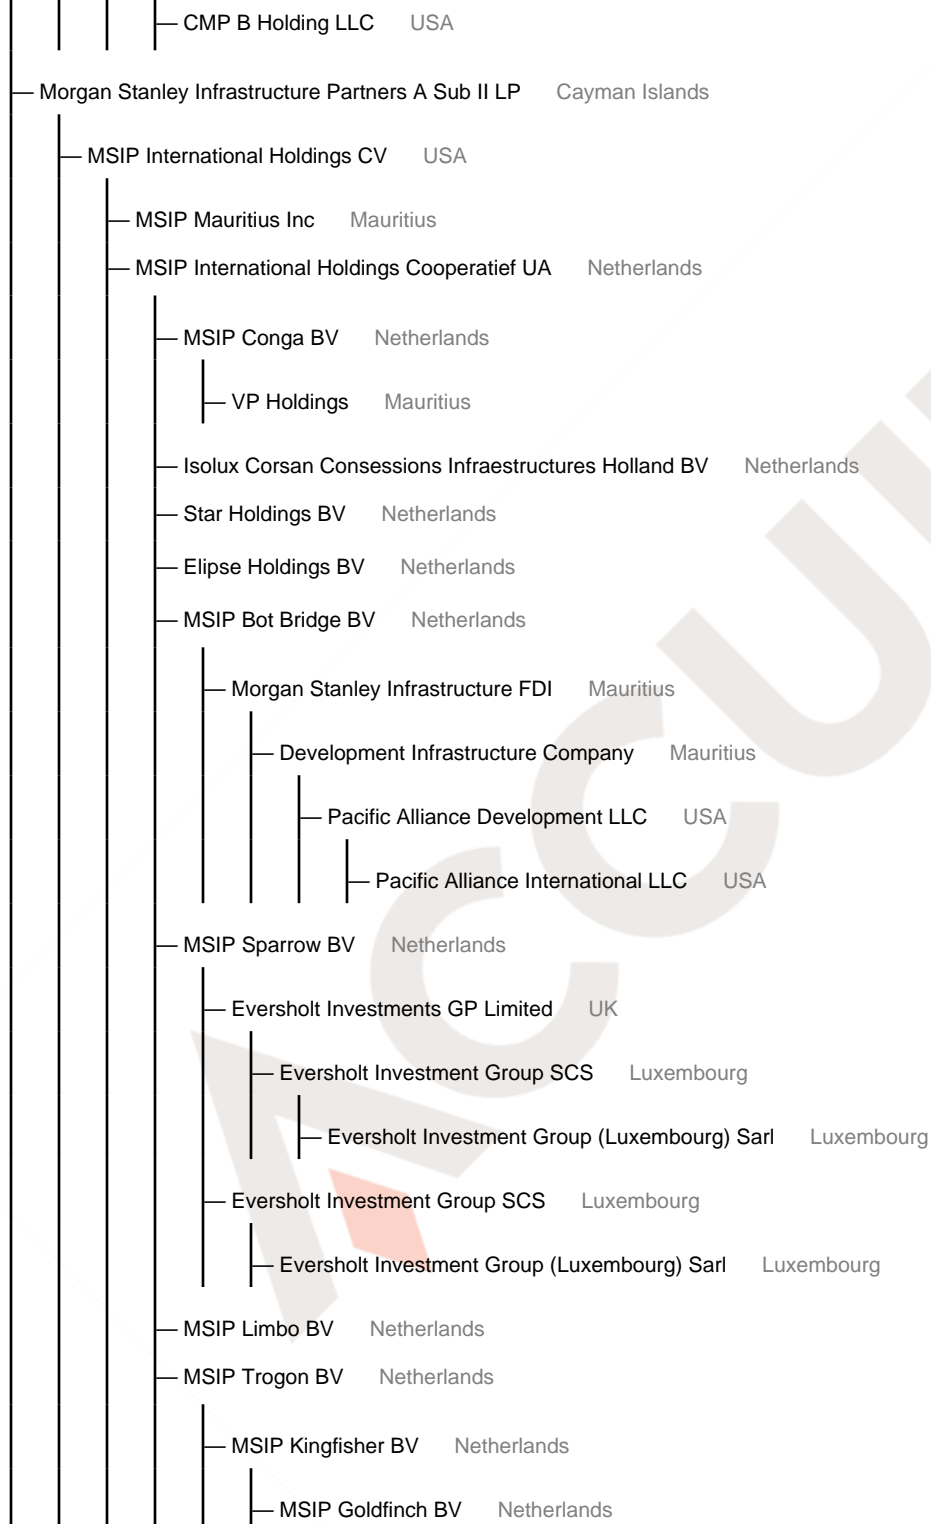 CMP B Holding LLC USA
Morgan Stanley Infrastructure Partners A Sub II LP Cayman Islands
MSIP International Holdings CV USA
MSIP Mauritius Inc Mauritius
MSIP International Holdings Cooperatief UA Netherlands
MSIP Conga BV Netherlands
VP Holdings Mauritius
Isolux Corsan Consessions Infraestructures Holland BV Netherlands
Star Holdings BV Netherlands
Elipse Holdings BV Netherlands
MSIP Bot Bridge BV Netherlands
Morgan Stanley Infrastructure FDI Mauritius
Development Infrastructure Company Mauritius
Pacific Alliance Development LLC USA
Pacific Alliance International LLC USA
MSIP Sparrow BV Netherlands
Eversholt Investments GP Limited UK
Eversholt Investment Group SCS Luxembourg
Eversholt Investment Group (Luxembourg) Sarl Luxembourg
Eversholt Investment Group SCS Luxembourg
Eversholt Investment Group (Luxembourg) Sarl Luxembourg
MSIP Limbo BV Netherlands
MSIP Trogon BV Netherlands
MSIP Kingfisher BV Netherlands
MSIP Goldfinch BV Netherlands